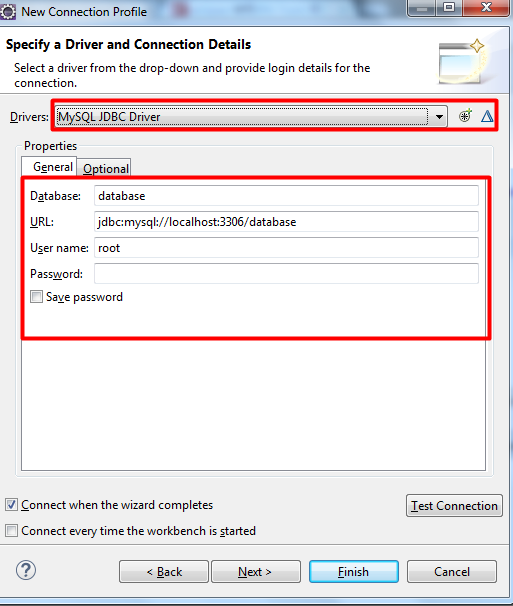 New Connection Profile
Specify a Driver and Connection Details
Select a driver from the drop-down and provide login details for the
connection.
Drivers: MySQL JDBC Driver
Properties
General Optional
Database: database
URL: jdbc:mysql://localhost:3306/database
User name: root
Password:
Save password
Connect when the wizard completes
Test Connection
Connect every time the workbench is started
? < Back Next > Finish Cancel